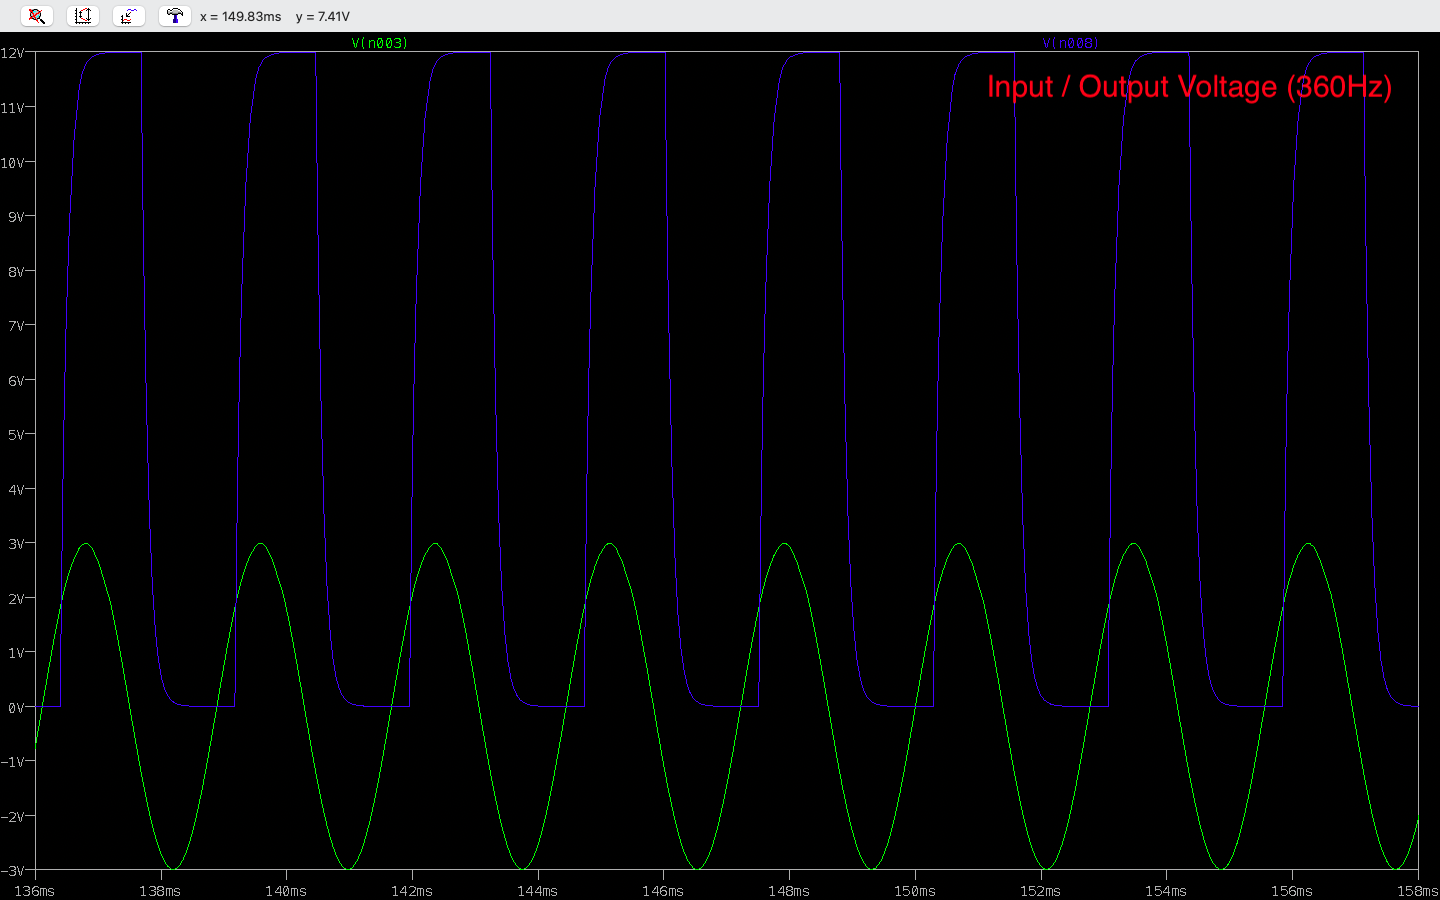 x = 149.83ms    y = 7.41V
V(n003)
V(n008)
Input / Output Voltage (360Hz)
12V
11V
10V
9V
8V
7V
6V
5V
4V
3V
2V
1V
0V
-1V
-2V
-3V
136ms 138ms 140ms 142ms 144ms 146ms 148ms 150ms 152ms 154ms 156ms 158ms